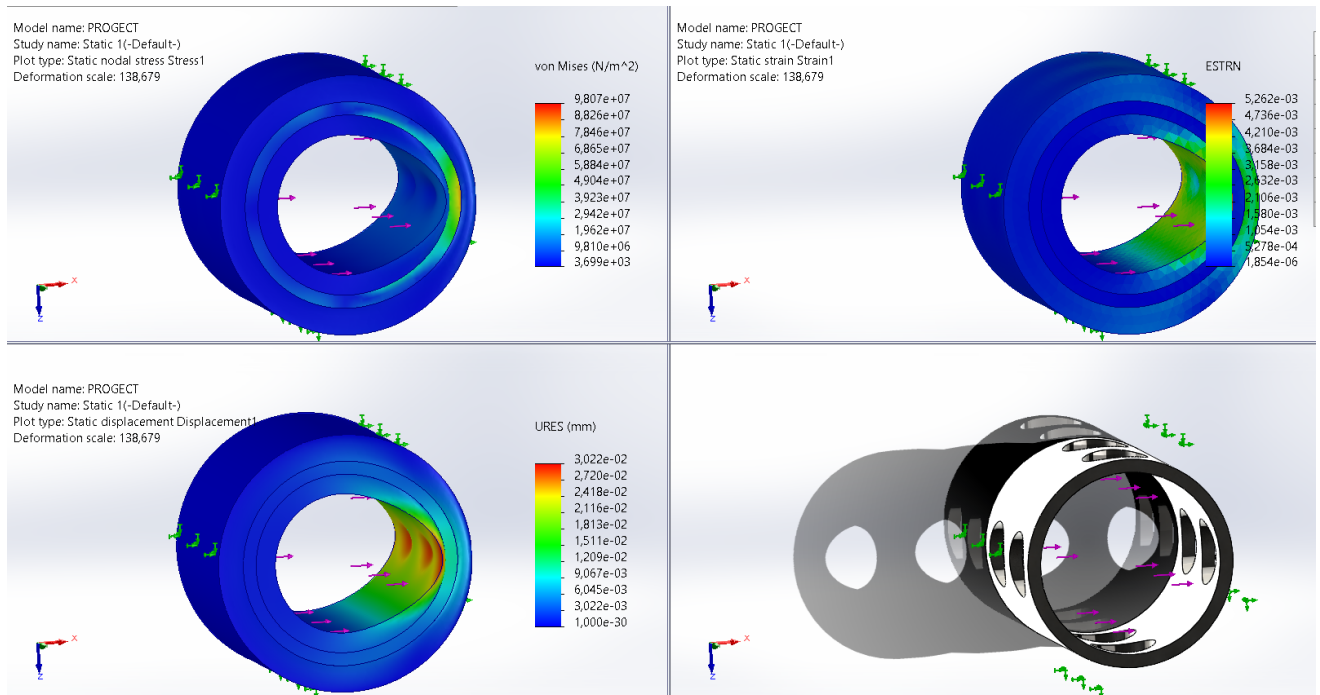 Model name: PROGECT
Study name: Static 1(-Default-)
Plot type: Static nodal stress Stress1
Deformation scale: 138,679
von Mises (N/m^2)
9,807e+07
8,826e+07
7,846e+07
6,865e+07
5,884e+07
4,904e+07
3,923e+07
2,942e+07
1,962e+07
9,810e+06
3,699e+03
X
Z
Model name: PROGECT
Study name: Static 1(-Default-)
Plot type: Static strain Strain1
Deformation scale: 138,679
ESTRN
5,262e-03
4,736e-03
4,210e-03
3,684e-03
3,158e-03
2,632e-03
2,106e-03
1,580e-03
1,054e-03
5,278e-04
1,854e-06
X
Z
Model name: PROGECT
Study name: Static 1(-Default-)
Plot type: Static displacement Displacement1
Deformation scale: 138,679
URES (mm)
3,022e-02
2,720e-02
2,418e-02
2,116e-02
1,813e-02
1,511e-02
1,209e-02
9,067e-03
6,045e-03
3,022e-03
1,000e-30
X
Z
X
Z